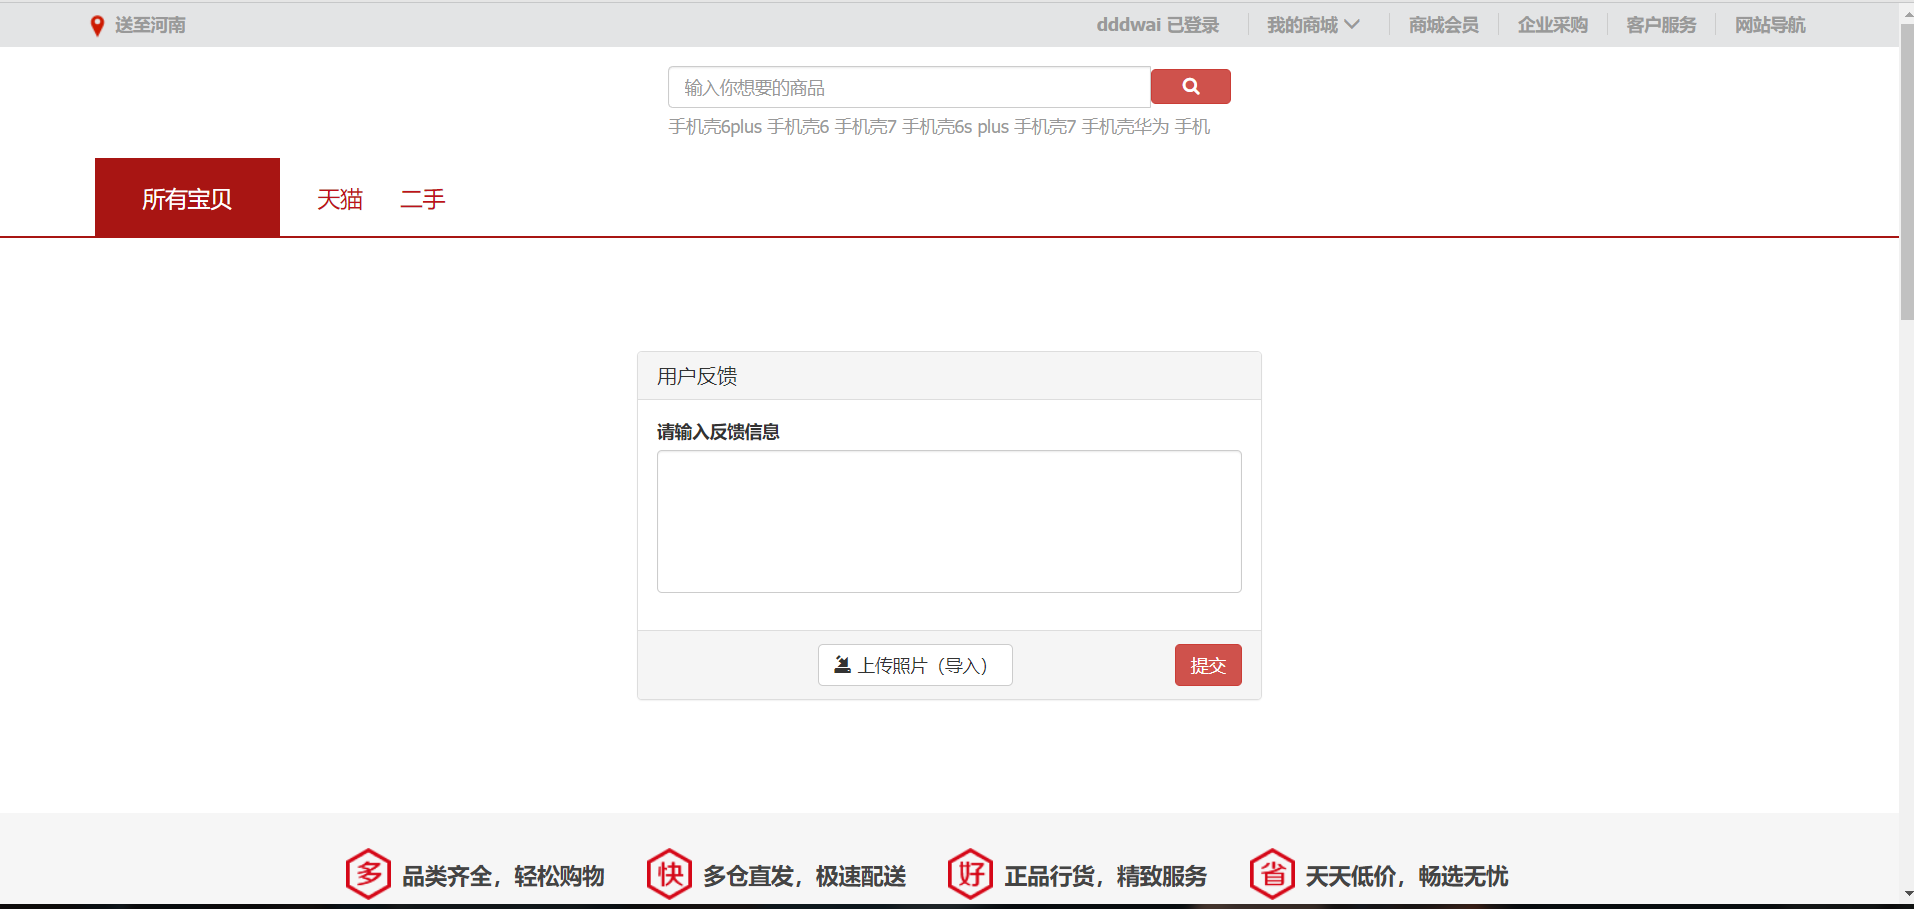 送至河南 dddwai 已登录 我的商城 商城会员 企业采购 客户服务 网站导航
输入你想要的商品
手机壳6plus 手机壳6 手机壳7 手机壳6s plus 手机壳7 手机壳华为 手机
所有宝贝 天猫 二手
用户反馈
请输入反馈信息
上传照片（导入） 提交
多 品类齐全，轻松购物 快 多仓直发，极速配送 好 正品行货，精致服务 省 天天低价，畅选无忧